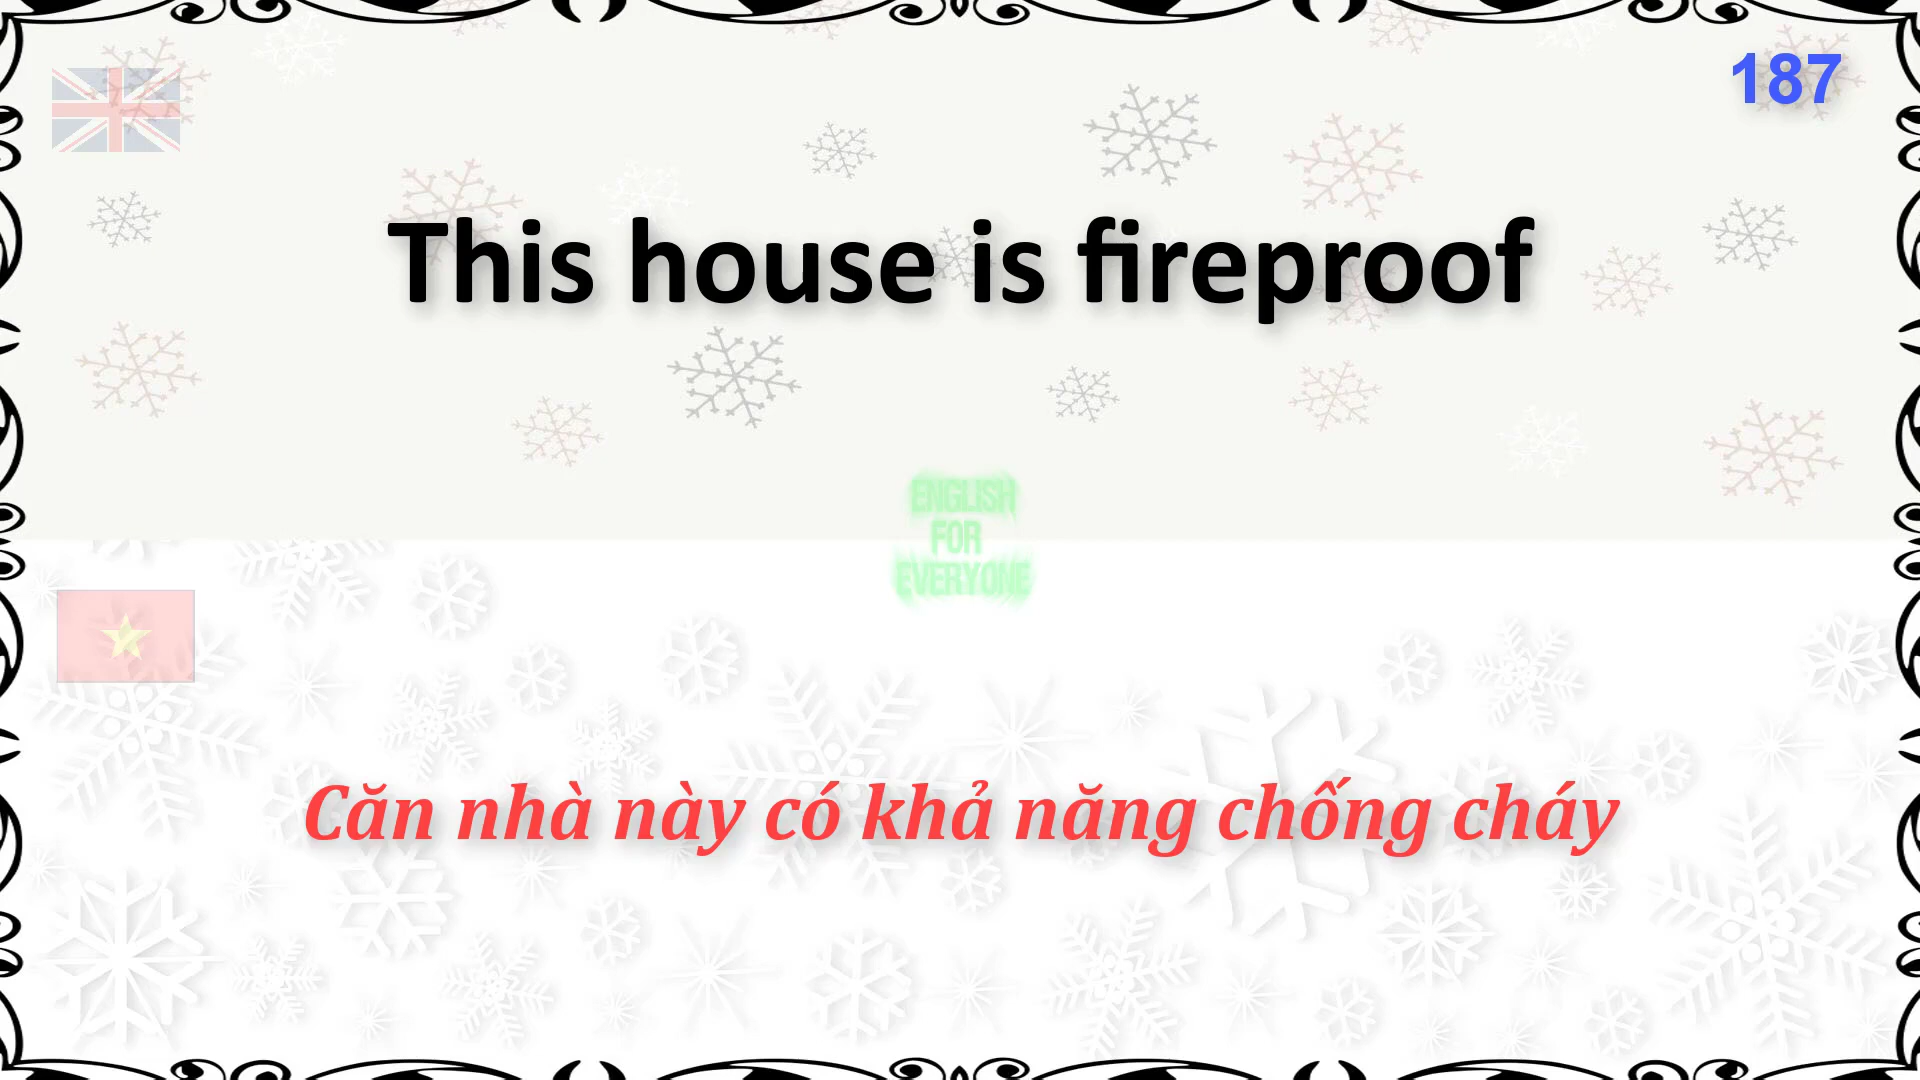 187
This house is fireproof
ENGLISH
FOR
EVERYONE
Căn nhà này có khả năng chống cháy